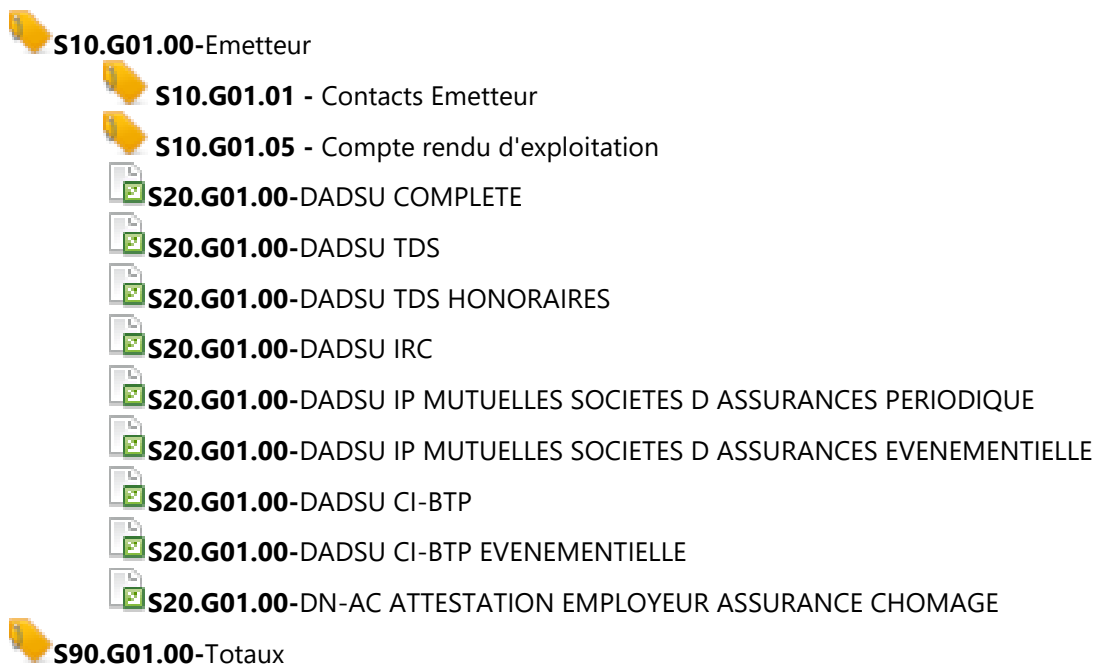 S10.G01.00-Emetteur
S10.G01.01 - Contacts Emetteur
S10.G01.05 - Compte rendu d'exploitation
S20.G01.00-DADSU COMPLETE
S20.G01.00-DADSU TDS
S20.G01.00-DADSU TDS HONORAIRES
S20.G01.00-DADSU IRC
S20.G01.00-DADSU IP MUTUELLES SOCIETES D ASSURANCES PERIODIQUE
S20.G01.00-DADSU IP MUTUELLES SOCIETES D ASSURANCES EVENEMENTIELLE
S20.G01.00-DADSU CI-BTP
S20.G01.00-DADSU CI-BTP EVENEMENTIELLE
S20.G01.00-DN-AC ATTESTATION EMPLOYEUR ASSURANCE CHOMAGE
S90.G01.00-Totaux